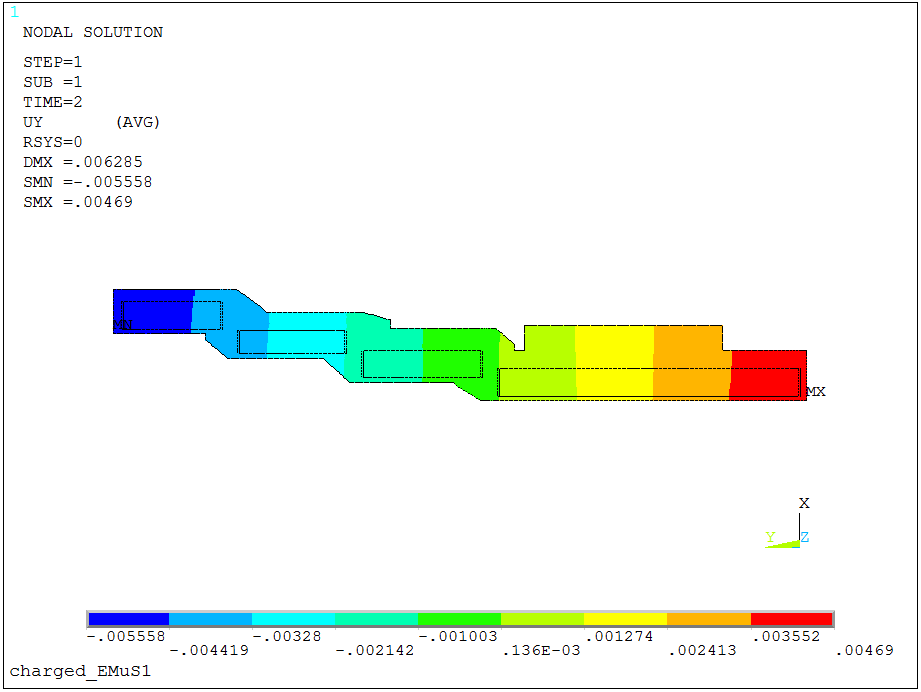 1
NODAL SOLUTION
STEP=1
SUB =1
TIME=2
UY (AVG)
RSYS=0
DMX =.006285
SMN =-.005558
SMX =.00469
MN
MX
X
Y Z
-.005558 -.00328 -.001003 .001274 .003552
-.004419 -.002142 .136E-03 .002413 .00469
charged_EMuS1